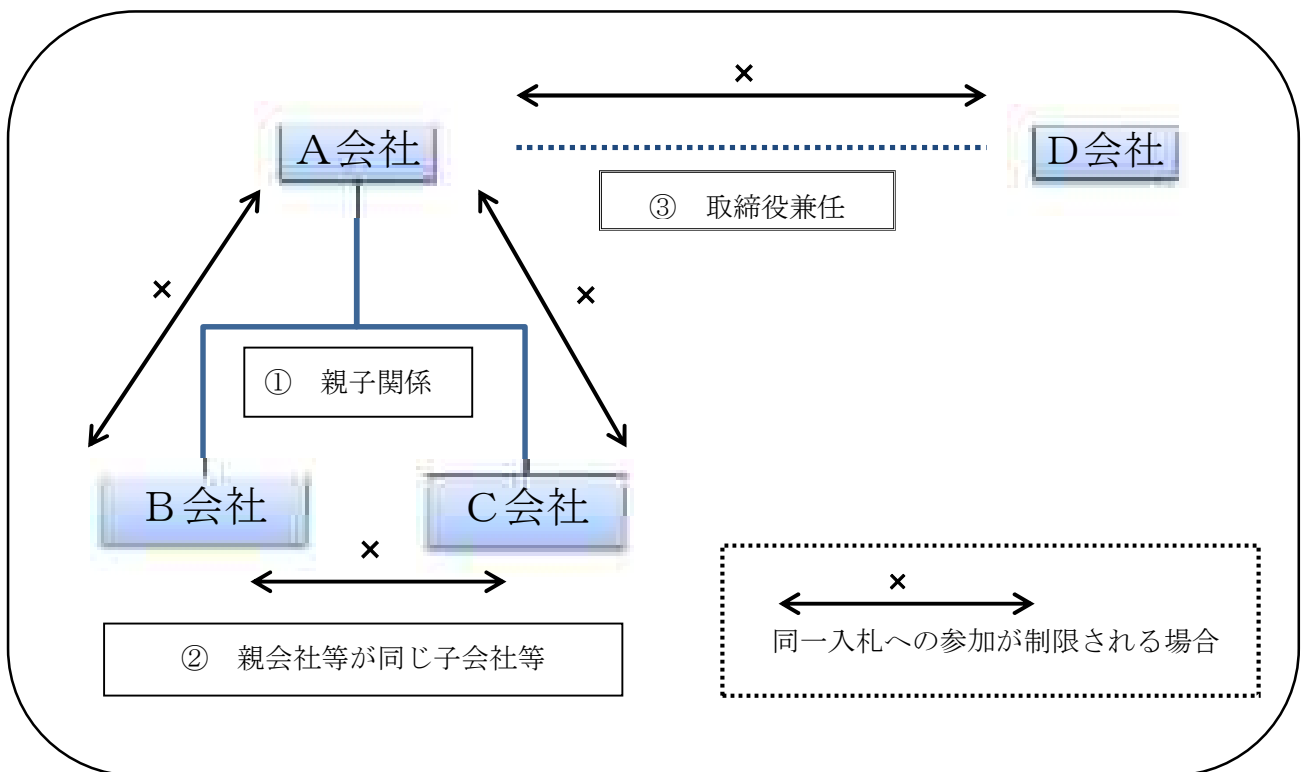 ×
A会社
D会社
③ 取締役兼任
×
×
① 親子関係
B会社
C会社
×
② 親会社等が同じ子会社等
×
同一入札への参加が制限される場合